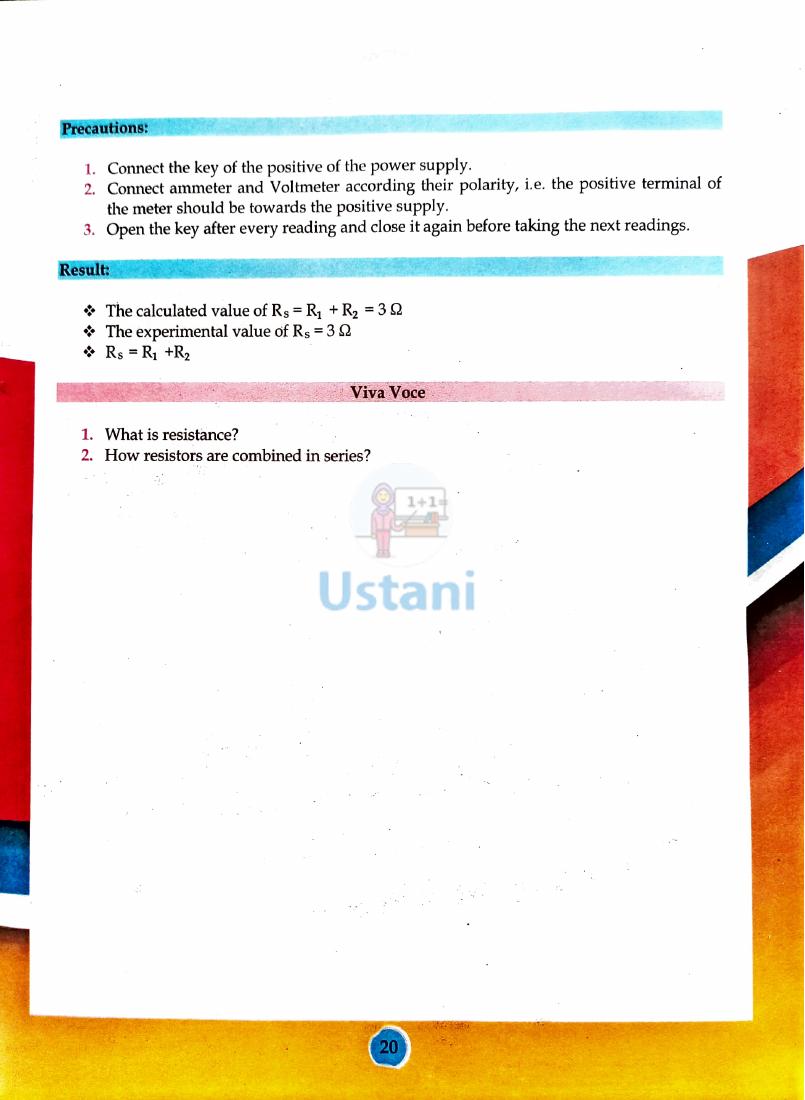 Precautions:
1. Connect the key of the positive of the power supply.
2. Connect ammeter and Voltmeter according their polarity, i.e. the positive terminal of
the meter should be towards the positive supply.
3. Open the key after every reading and close it again before taking the next readings.
Result:
❖ The calculated value of R₅ = R₁ + R₂ = 3 Ω
❖ The experimental value of R₅ = 3 Ω
❖ R₅ = R₁ +R₂
Viva Voce
1. What is resistance?
2. How resistors are combined in series?
1+1=
Ustani
20